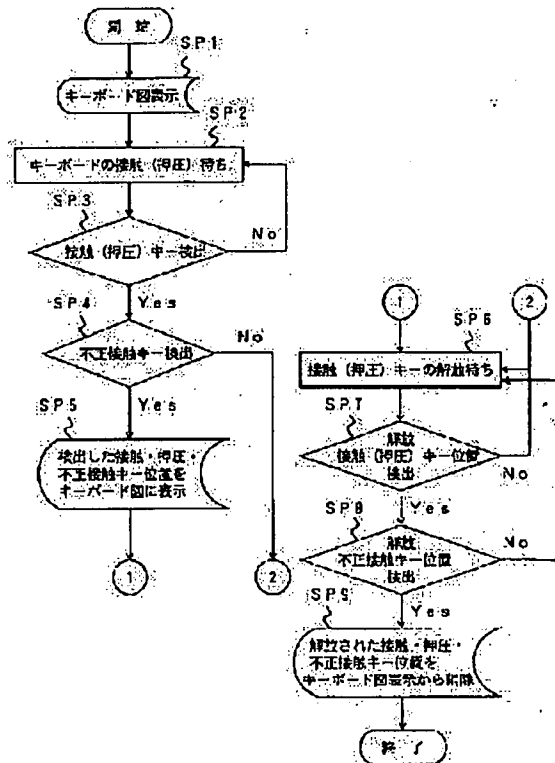 開始
SP1
キーボード図表示
SP2
キーボードの接触(押圧)待ち
SP3
接触(押圧)キー検出
No
Yes
SP4
不正接触キー検出
No
Yes
SP5
検出した接触・押圧・
不正接触キー位置を
キーボード図に表示
1
2
1
2
SP6
接触(押圧)キーの解放待ち
SP7
解放
接触(押圧)キー位置
検出
No
Yes
SP8
解放
不正接触キー位置
検出
No
Yes
SP9
解放された接触・押圧・
不正接触キー位置を
キーボード図表示から削除
終了